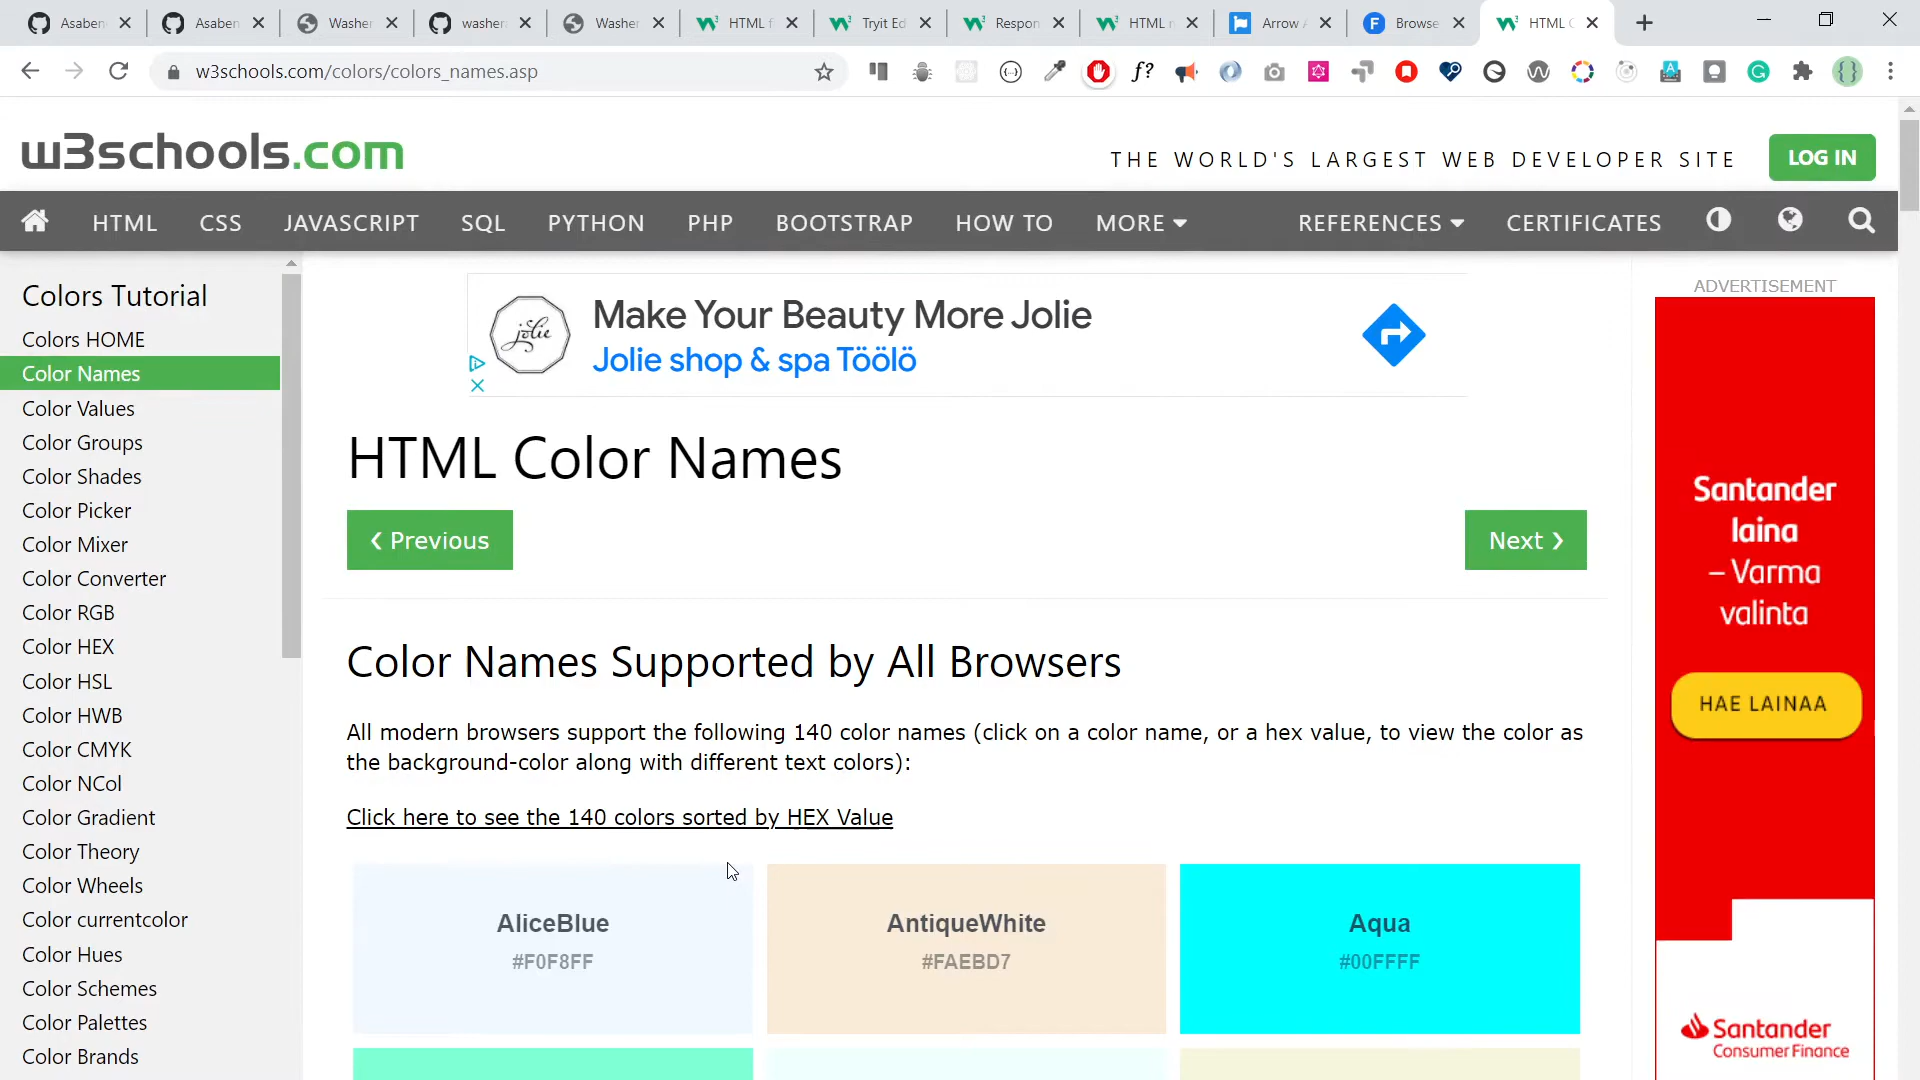 Asaben
Asaben
Washer
washer
Washer
HTML f
Tryit Ed
Respon
HTML n
Arrow A
Browse
HTML C
w3schools.com/colors/colors_names.asp
w3schools.com
THE WORLD'S LARGEST WEB DEVELOPER SITE
LOG IN
HTML
CSS
JAVASCRIPT
SQL
PYTHON
PHP
BOOTSTRAP
HOW TO
MORE
REFERENCES
CERTIFICATES
Colors Tutorial
Colors HOME
Color Names
Color Values
Color Groups
Color Shades
Color Picker
Color Mixer
Color Converter
Color RGB
Color HEX
Color HSL
Color HWB
Color CMYK
Color NCol
Color Gradient
Color Theory
Color Wheels
Color currentcolor
Color Hues
Color Schemes
Color Palettes
Color Brands
jolie
Make Your Beauty More Jolie
Jolie shop & spa Töölö
HTML Color Names
❮ Previous
Next ❯
Color Names Supported by All Browsers
All modern browsers support the following 140 color names (click on a color name, or a hex value, to view the color as
the background-color along with different text colors):
Click here to see the 140 colors sorted by HEX Value
AliceBlue
#F0F8FF
AntiqueWhite
#FAEBD7
Aqua
#00FFFF
ADVERTISEMENT
Santander
laina
– Varma
valinta
HAE LAINAA
Santander
Consumer Finance